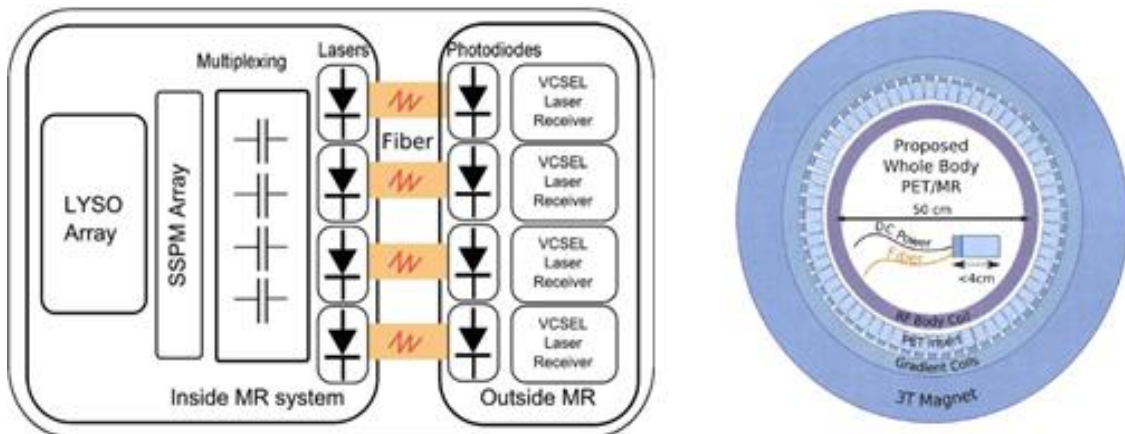 Lasers
Photodiodes
Multiplexing
LYSO
Array
SSPM Array
Fiber
VCSEL
Laser
Receiver
VCSEL
Laser
Receiver
VCSEL
Laser
Receiver
VCSEL
Laser
Receiver
Inside MR system
Outside MR
Proposed
Whole Body
PET/MR
50 cm
DC Power
Fiber
<4cm
RF Body Coil
PET insert
Gradient Coils
3T Magnet